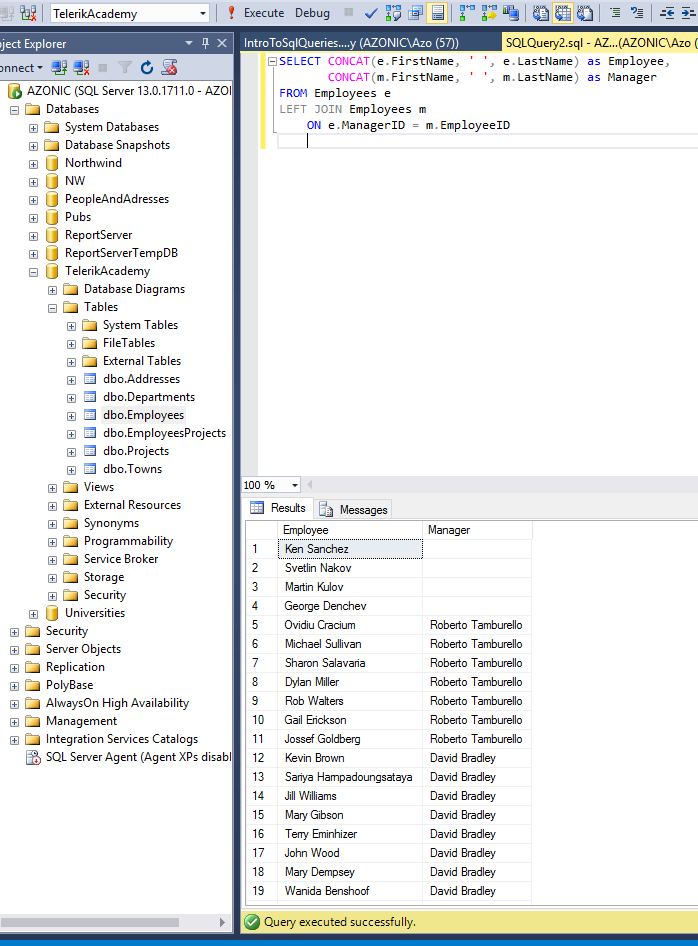 TelerikAcademy
Execute
Debug
ject Explorer
onnect
AZONIC (SQL Server 13.0.1711.0 - AZOI
Databases
System Databases
Database Snapshots
Northwind
NW
PeopleAndAdresses
Pubs
ReportServer
ReportServerTempDB
TelerikAcademy
Database Diagrams
Tables
System Tables
FileTables
External Tables
dbo.Addresses
dbo.Departments
dbo.Employees
dbo.EmployeesProjects
dbo.Projects
dbo.Towns
Views
External Resources
Synonyms
Programmability
Service Broker
Storage
Security
Universities
Security
Server Objects
Replication
PolyBase
AlwaysOn High Availability
Management
Integration Services Catalogs
SQL Server Agent (Agent XPs disabl
IntroToSqlQueries....y (AZONIC\Azo (57))
SQLQuery2.sql - AZ...(AZONIC\Azo (
SELECT CONCAT(e.FirstName, ' ', e.LastName) as Employee,
CONCAT(m.FirstName, ' ', m.LastName) as Manager
FROM Employees e
LEFT JOIN Employees m
ON e.ManagerID = m.EmployeeID
100 %
Results
Messages
Employee Manager
1 Ken Sanchez
2 Svetlin Nakov
3 Martin Kulov
4 George Denchev
5 Ovidiu Cracium Roberto Tamburello
6 Michael Sullivan Roberto Tamburello
7 Sharon Salavaria Roberto Tamburello
8 Dylan Miller Roberto Tamburello
9 Rob Walters Roberto Tamburello
10 Gail Erickson Roberto Tamburello
11 Jossef Goldberg Roberto Tamburello
12 Kevin Brown David Bradley
13 Sariya Hampadoungsataya David Bradley
14 Jill Williams David Bradley
15 Mary Gibson David Bradley
16 Terry Eminhizer David Bradley
17 John Wood David Bradley
18 Mary Dempsey David Bradley
19 Wanida Benshoof David Bradley
Query executed successfully.